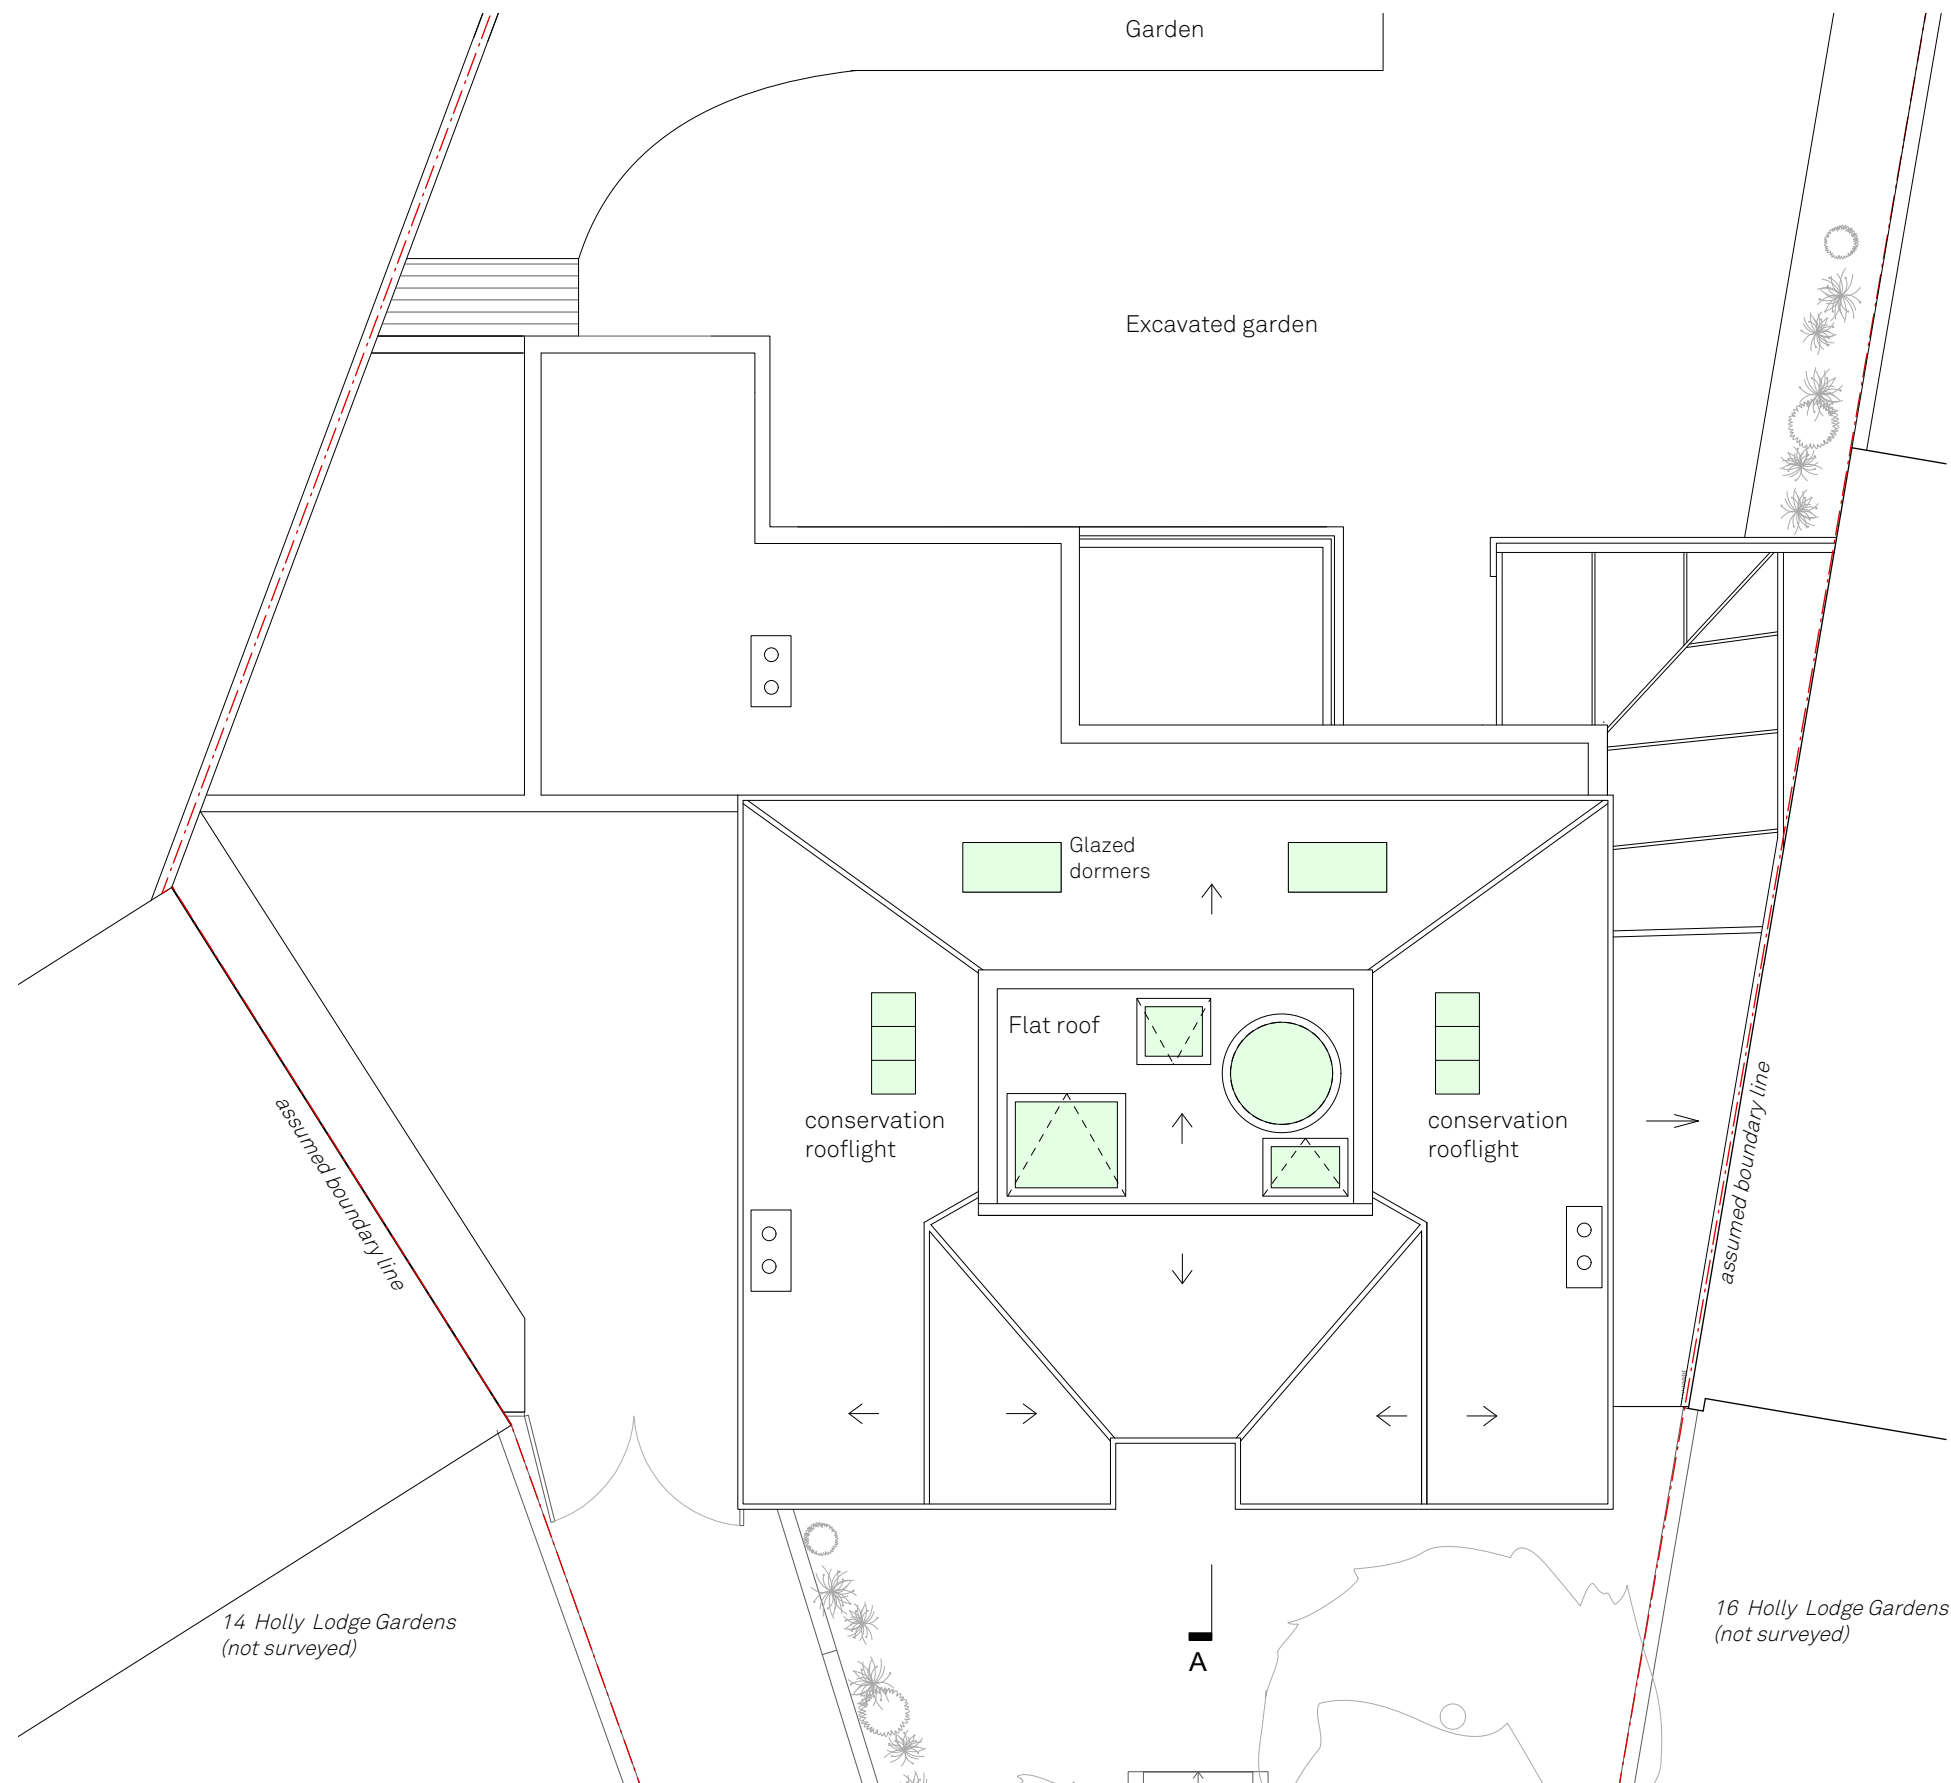 Garden
Excavated garden
Glazed
dormers
Flat roof
conservation
rooflight
conservation
rooflight
assumed boundary line
assumed boundary line
14 Holly Lodge Gardens
(not surveyed)
16 Holly Lodge Gardens
(not surveyed)
A